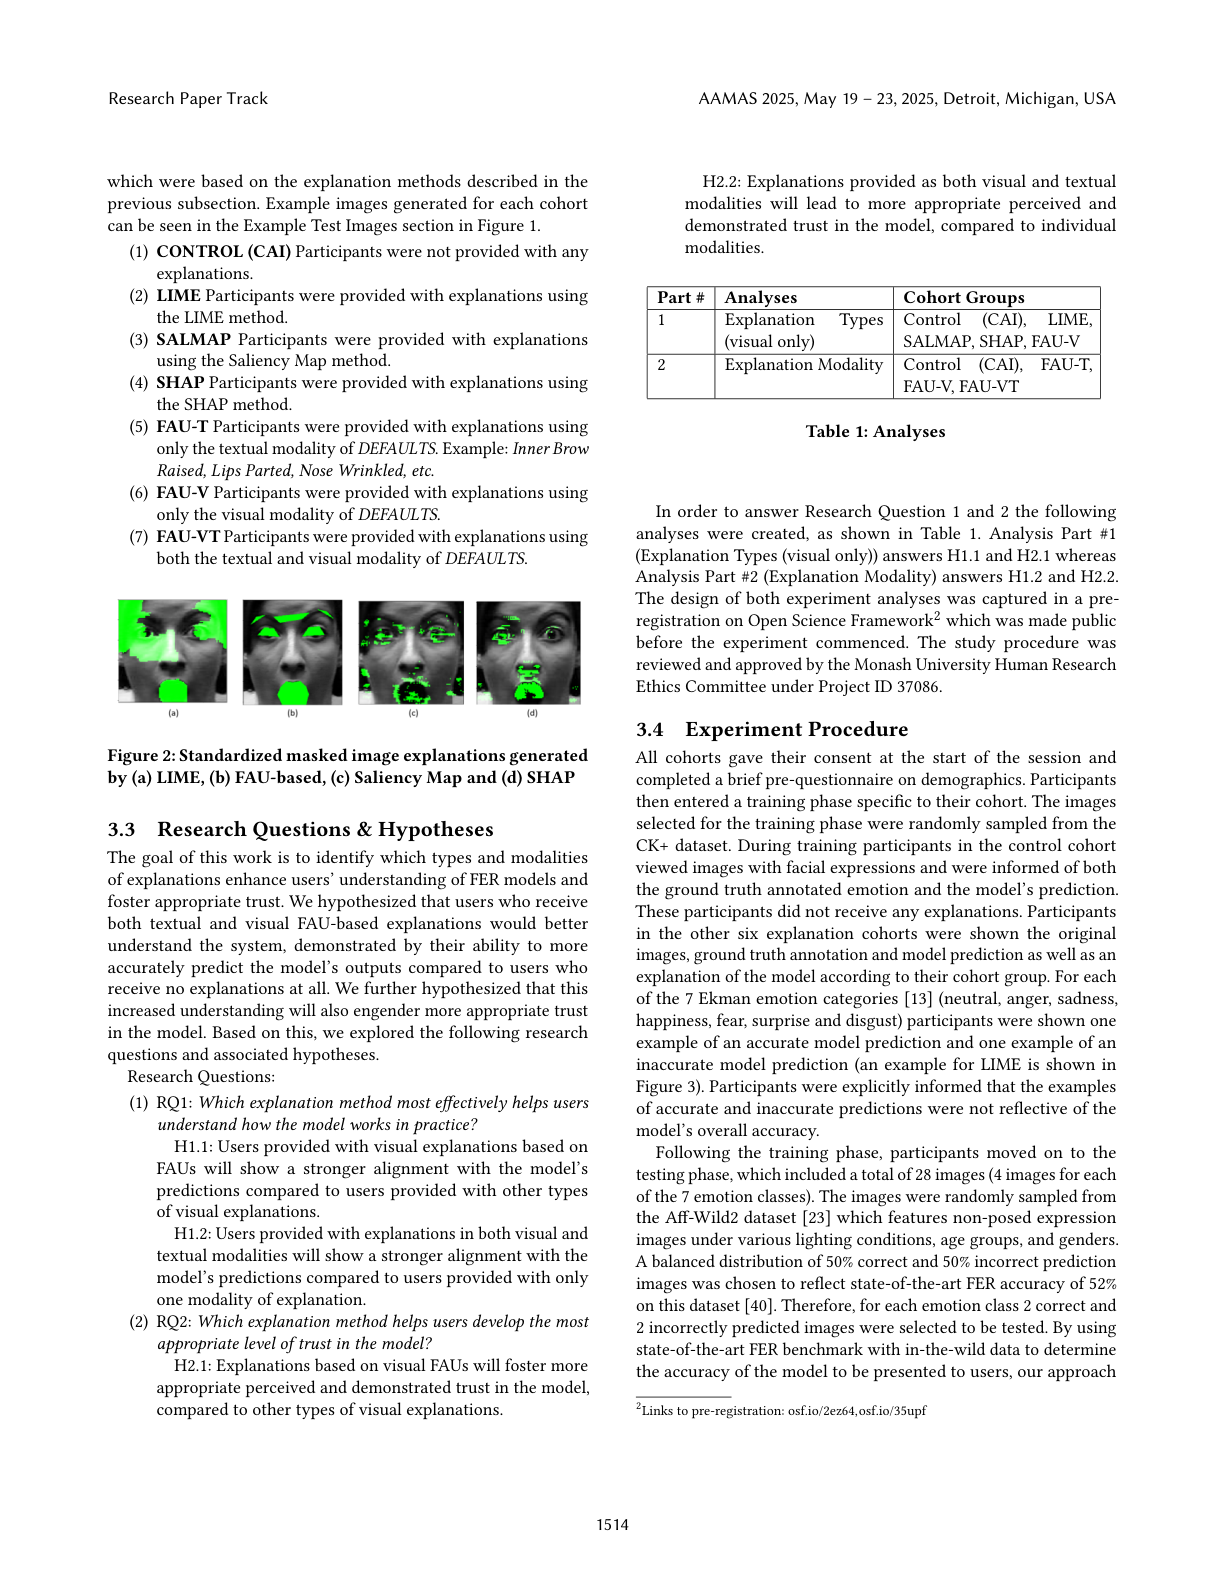 Research Paper Track
AAMAS 2025, May 19 – 23, 2025, Detroit, Michigan, USA
which were based on the explanation methods described in the
previous subsection. Example images generated for each cohort
can be seen in the Example Test Images section in Figure 1.
(1) CONTROL (CAI) Participants were not provided with any
explanations.
(2) LIME Participants were provided with explanations using
the LIME method.
(3) SALMAP Participants were provided with explanations
using the Saliency Map method.
(4) SHAP Participants were provided with explanations using
the SHAP method.
(5) FAU-T Participants were provided with explanations using
only the textual modality of DEFAULTS. Example: Inner Brow
Raised, Lips Parted, Nose Wrinkled, etc.
(6) FAU-V Participants were provided with explanations using
only the visual modality of DEFAULTS.
(7) FAU-VT Participants were provided with explanations using
both the textual and visual modality of DEFAULTS.
(a) (b) (c) (d)
Figure 2: Standardized masked image explanations generated
by (a) LIME, (b) FAU-based, (c) Saliency Map and (d) SHAP
3.3 Research Questions & Hypotheses
The goal of this work is to identify which types and modalities
of explanations enhance users' understanding of FER models and
foster appropriate trust. We hypothesized that users who receive
both textual and visual FAU-based explanations would better
understand the system, demonstrated by their ability to more
accurately predict the model's outputs compared to users who
receive no explanations at all. We further hypothesized that this
increased understanding will also engender more appropriate trust
in the model. Based on this, we explored the following research
questions and associated hypotheses.
Research Questions:
(1) RQ1: Which explanation method most effectively helps users
understand how the model works in practice?
H1.1: Users provided with visual explanations based on
FAUs will show a stronger alignment with the model's
predictions compared to users provided with other types
of visual explanations.
H1.2: Users provided with explanations in both visual and
textual modalities will show a stronger alignment with the
model's predictions compared to users provided with only
one modality of explanation.
(2) RQ2: Which explanation method helps users develop the most
appropriate level of trust in the model?
H2.1: Explanations based on visual FAUs will foster more
appropriate perceived and demonstrated trust in the model,
compared to other types of visual explanations.
H2.2: Explanations provided as both visual and textual
modalities will lead to more appropriate perceived and
demonstrated trust in the model, compared to individual
modalities.
Part # Analyses Cohort Groups
1 Explanation Types Control (CAI), LIME,
(visual only) SALMAP, SHAP, FAU-V
2 Explanation Modality Control (CAI), FAU-T,
FAU-V, FAU-VT
Table 1: Analyses
In order to answer Research Question 1 and 2 the following
analyses were created, as shown in Table 1. Analysis Part #1
(Explanation Types (visual only)) answers H1.1 and H2.1 whereas
Analysis Part #2 (Explanation Modality) answers H1.2 and H2.2.
The design of both experiment analyses was captured in a pre-
registration on Open Science Framework2 which was made public
before the experiment commenced. The study procedure was
reviewed and approved by the Monash University Human Research
Ethics Committee under Project ID 37086.
3.4 Experiment Procedure
All cohorts gave their consent at the start of the session and
completed a brief pre-questionnaire on demographics. Participants
then entered a training phase specific to their cohort. The images
selected for the training phase were randomly sampled from the
CK+ dataset. During training participants in the control cohort
viewed images with facial expressions and were informed of both
the ground truth annotated emotion and the model's prediction.
These participants did not receive any explanations. Participants
in the other six explanation cohorts were shown the original
images, ground truth annotation and model prediction as well as an
explanation of the model according to their cohort group. For each
of the 7 Ekman emotion categories [13] (neutral, anger, sadness,
happiness, fear, surprise and disgust) participants were shown one
example of an accurate model prediction and one example of an
inaccurate model prediction (an example for LIME is shown in
Figure 3). Participants were explicitly informed that the examples
of accurate and inaccurate predictions were not reflective of the
model's overall accuracy.
Following the training phase, participants moved on to the
testing phase, which included a total of 28 images (4 images for each
of the 7 emotion classes). The images were randomly sampled from
the Aff-Wild2 dataset [23] which features non-posed expression
images under various lighting conditions, age groups, and genders.
A balanced distribution of 50% correct and 50% incorrect prediction
images was chosen to reflect state-of-the-art FER accuracy of 52%
on this dataset [40]. Therefore, for each emotion class 2 correct and
2 incorrectly predicted images were selected to be tested. By using
state-of-the-art FER benchmark with in-the-wild data to determine
the accuracy of the model to be presented to users, our approach
2Links to pre-registration: osf.io/2ez64,osf.io/35upf
1514